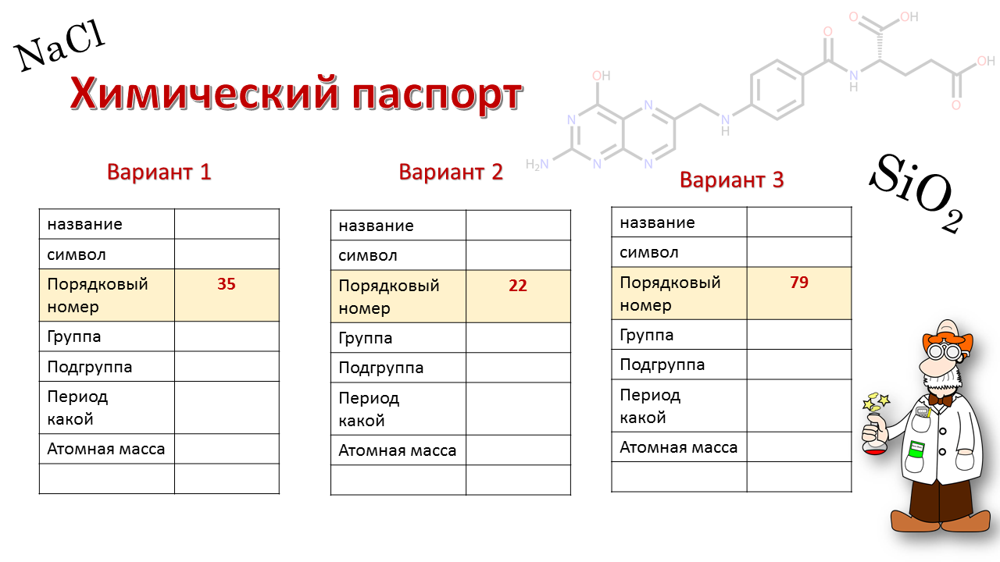 NaCl
Химический паспорт
OH
N
N
N
N
H₂N
N
H
O
N
H
O
OH
OH
O
SiO₂
Вариант 1
название
символ
Порядковый 35
номер
Группа
Подгруппа
Период
какой
Атомная масса
Вариант 2
название
символ
Порядковый 22
номер
Группа
Подгруппа
Период
какой
Атомная масса
Вариант 3
название
символ
Порядковый 79
номер
Группа
Подгруппа
Период
какой
Атомная масса